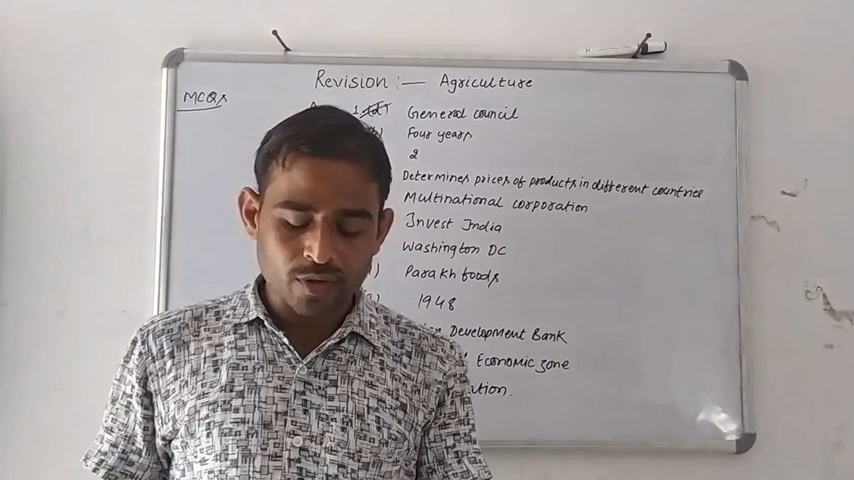 Revision :— Agriculture
MCQs
General council
Four years
2
Determines prices of products in different countries
Multinational corporation
Invest India
Washington DC
Parakh foods
1948
Development Bank
Economic zone